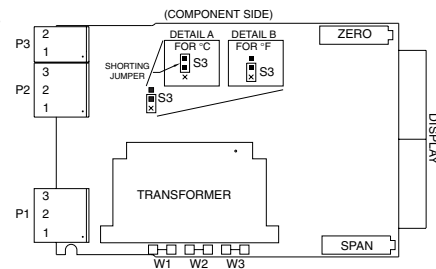 (COMPONENT SIDE)
DETAIL A
FOR °C
DETAIL B
FOR °F
ZERO
P3
2
1
SHORTING
JUMPER
S3
×
S3
×
P2
3
2
1
S3
×
DISPLAY
P1
3
2
1
TRANSFORMER
SPAN
W1 W2 W3